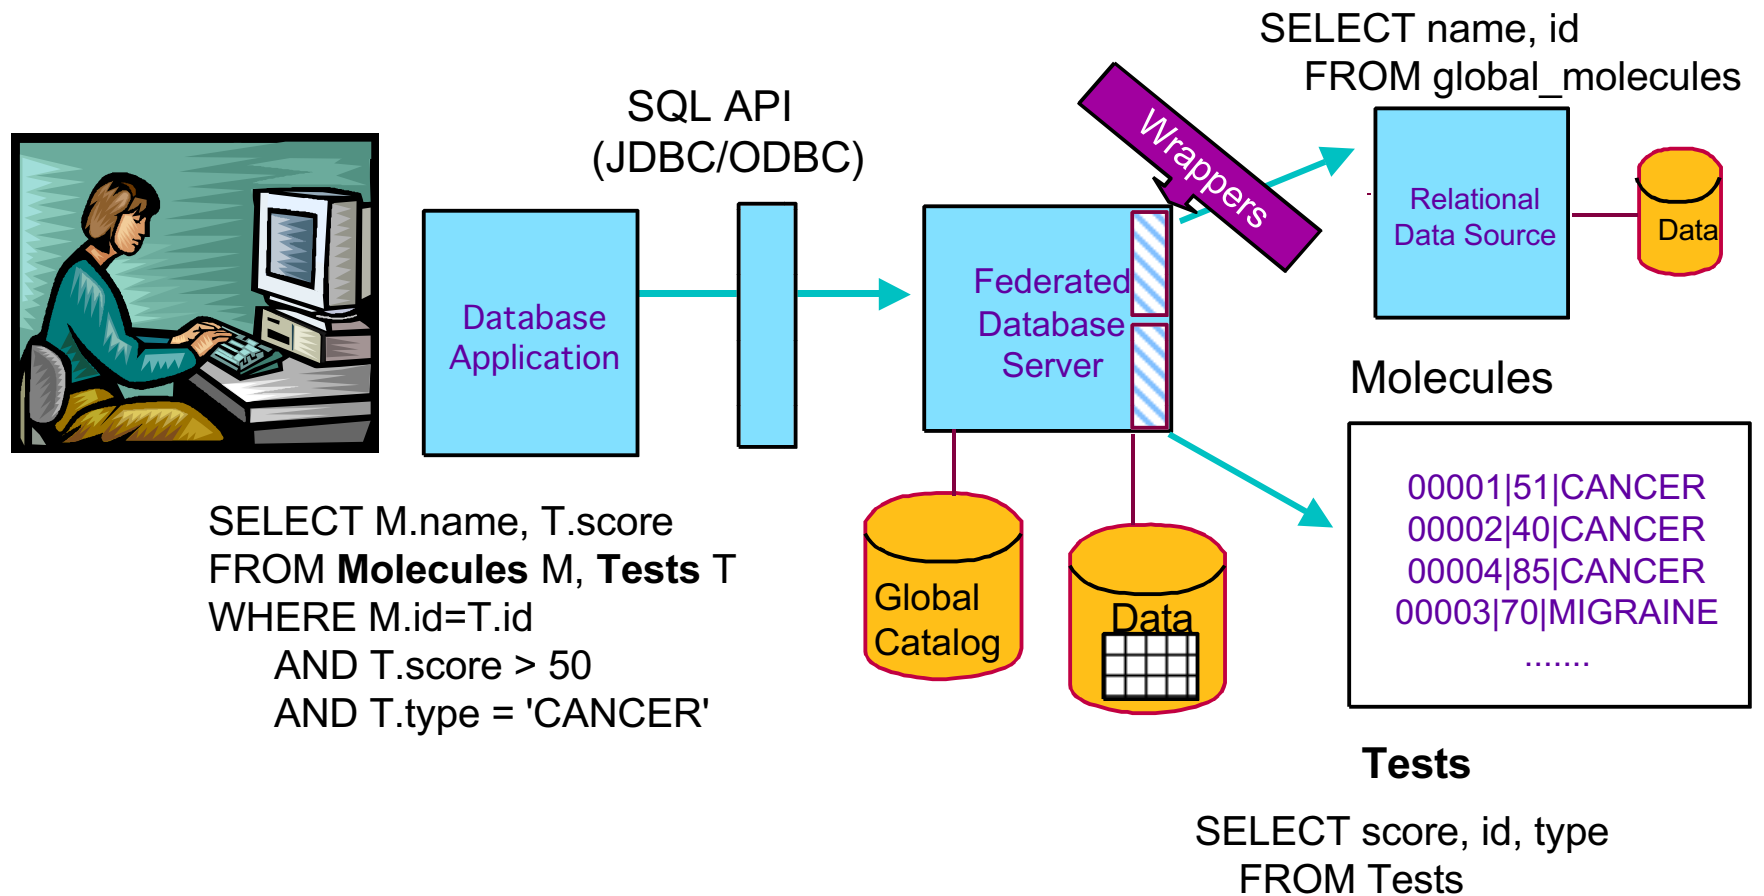 SELECT name, id
FROM global_molecules
SQL API
(JDBC/ODBC)
Wrappers
Relational
Data Source
Data
Database
Application
Federated
Database
Server
Molecules
00001|51|CANCER
00002|40|CANCER
00004|85|CANCER
00003|70|MIGRAINE
.......
SELECT M.name, T.score
FROM Molecules M, Tests T
WHERE M.id=T.id
AND T.score > 50
AND T.type = 'CANCER'
Global
Catalog
Data
Tests
SELECT score, id, type
FROM Tests